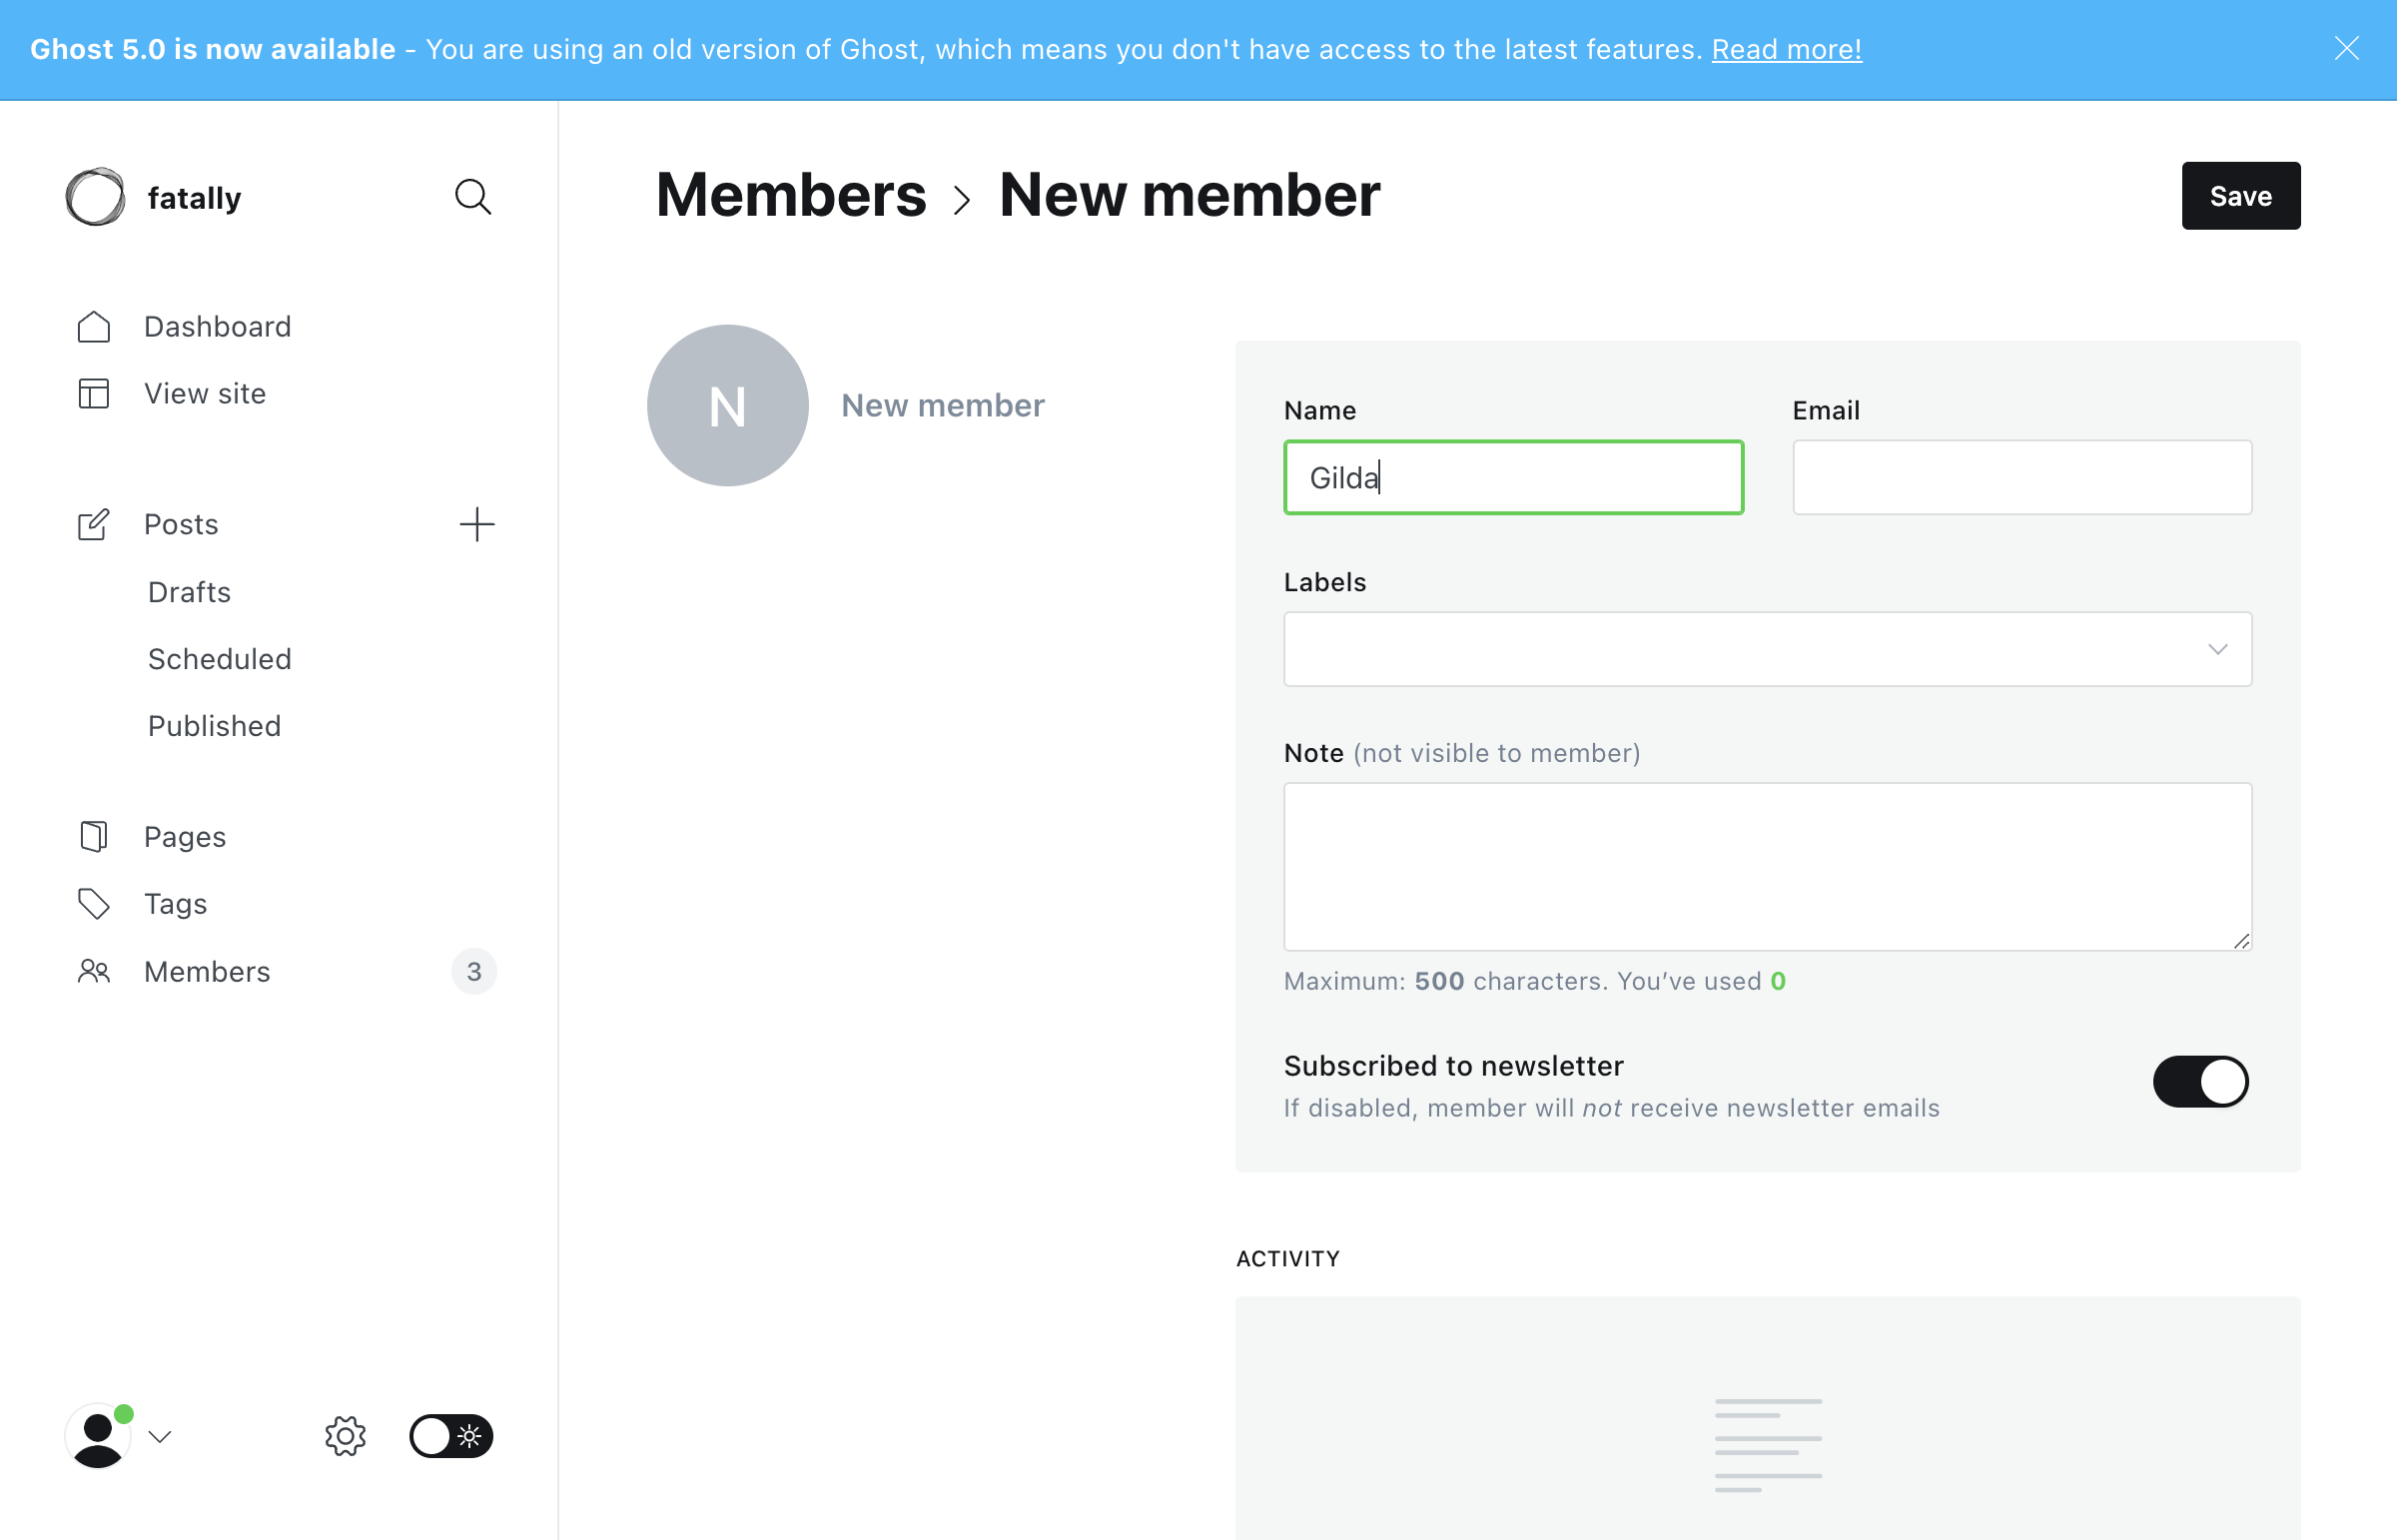 Ghost 5.0 is now available - You are using an old version of Ghost, which means you don't have access to the latest features. Read more!
fatally
Dashboard
View site
Posts
Drafts
Scheduled
Published
Pages
Tags
Members 3
Members > New member
Save
N
New member
Name
Gilda
Email
Labels
Note (not visible to member)
Maximum: 500 characters. You’ve used 0
Subscribed to newsletter
If disabled, member will not receive newsletter emails
ACTIVITY